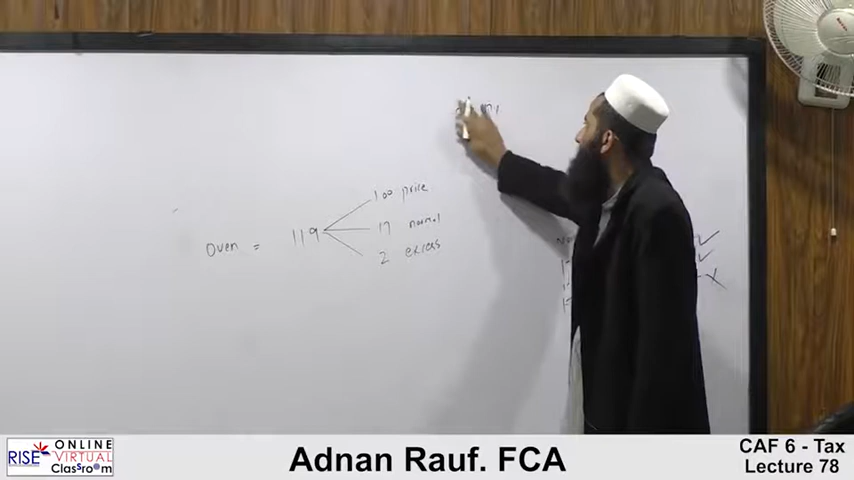 100 price
17 normal
Oven = 119
2 excess
RISE ONLINE VIRTUAL ClassRoom
Adnan Rauf. FCA
CAF 6 - Tax
Lecture 78